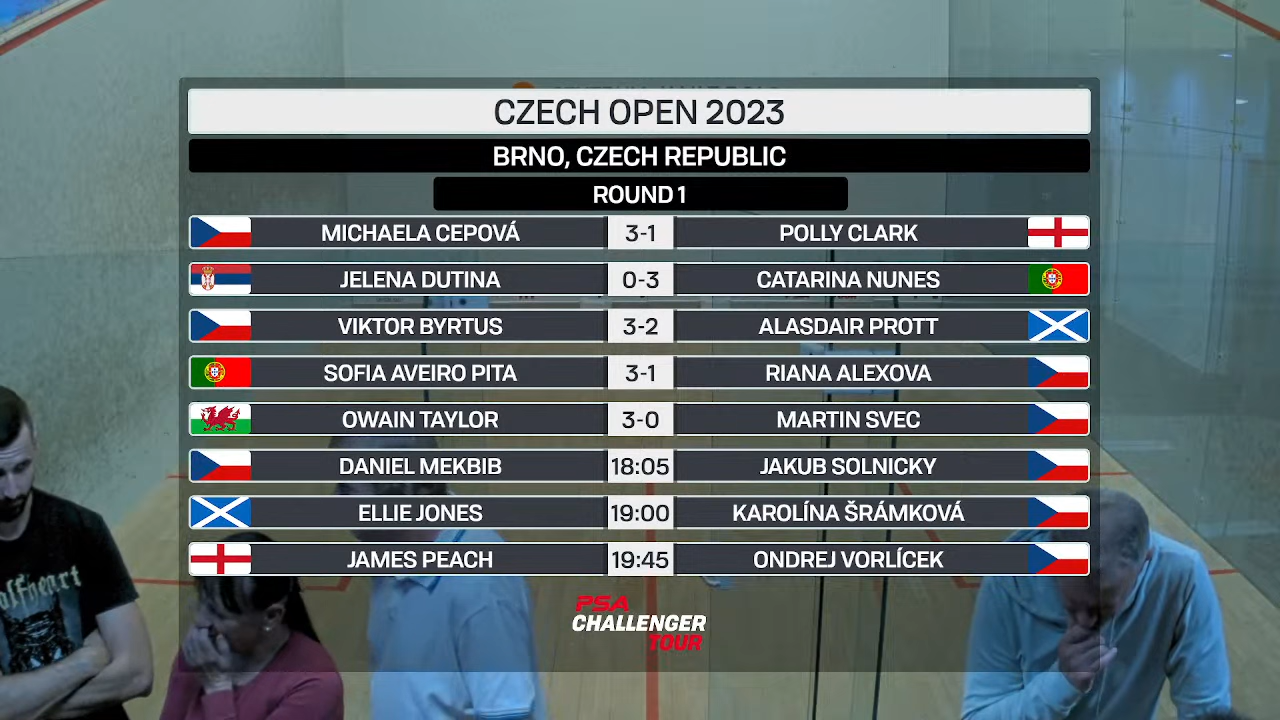 CZECH OPEN 2023
BRNO, CZECH REPUBLIC
ROUND 1
MICHAELA CEPOVÁ 3-1 POLLY CLARK
JELENA DUTINA 0-3 CATARINA NUNES
VIKTOR BYRTUS 3-2 ALASDAIR PROTT
SOFIA AVEIRO PITA 3-1 RIANA ALEXOVA
OWAIN TAYLOR 3-0 MARTIN SVEC
DANIEL MEKBIB 18:05 JAKUB SOLNICKY
ELLIE JONES 19:00 KAROLÍNA ŠRÁMKOVÁ
JAMES PEACH 19:45 ONDREJ VORLÍCEK
PSA
CHALLENGER
TOUR